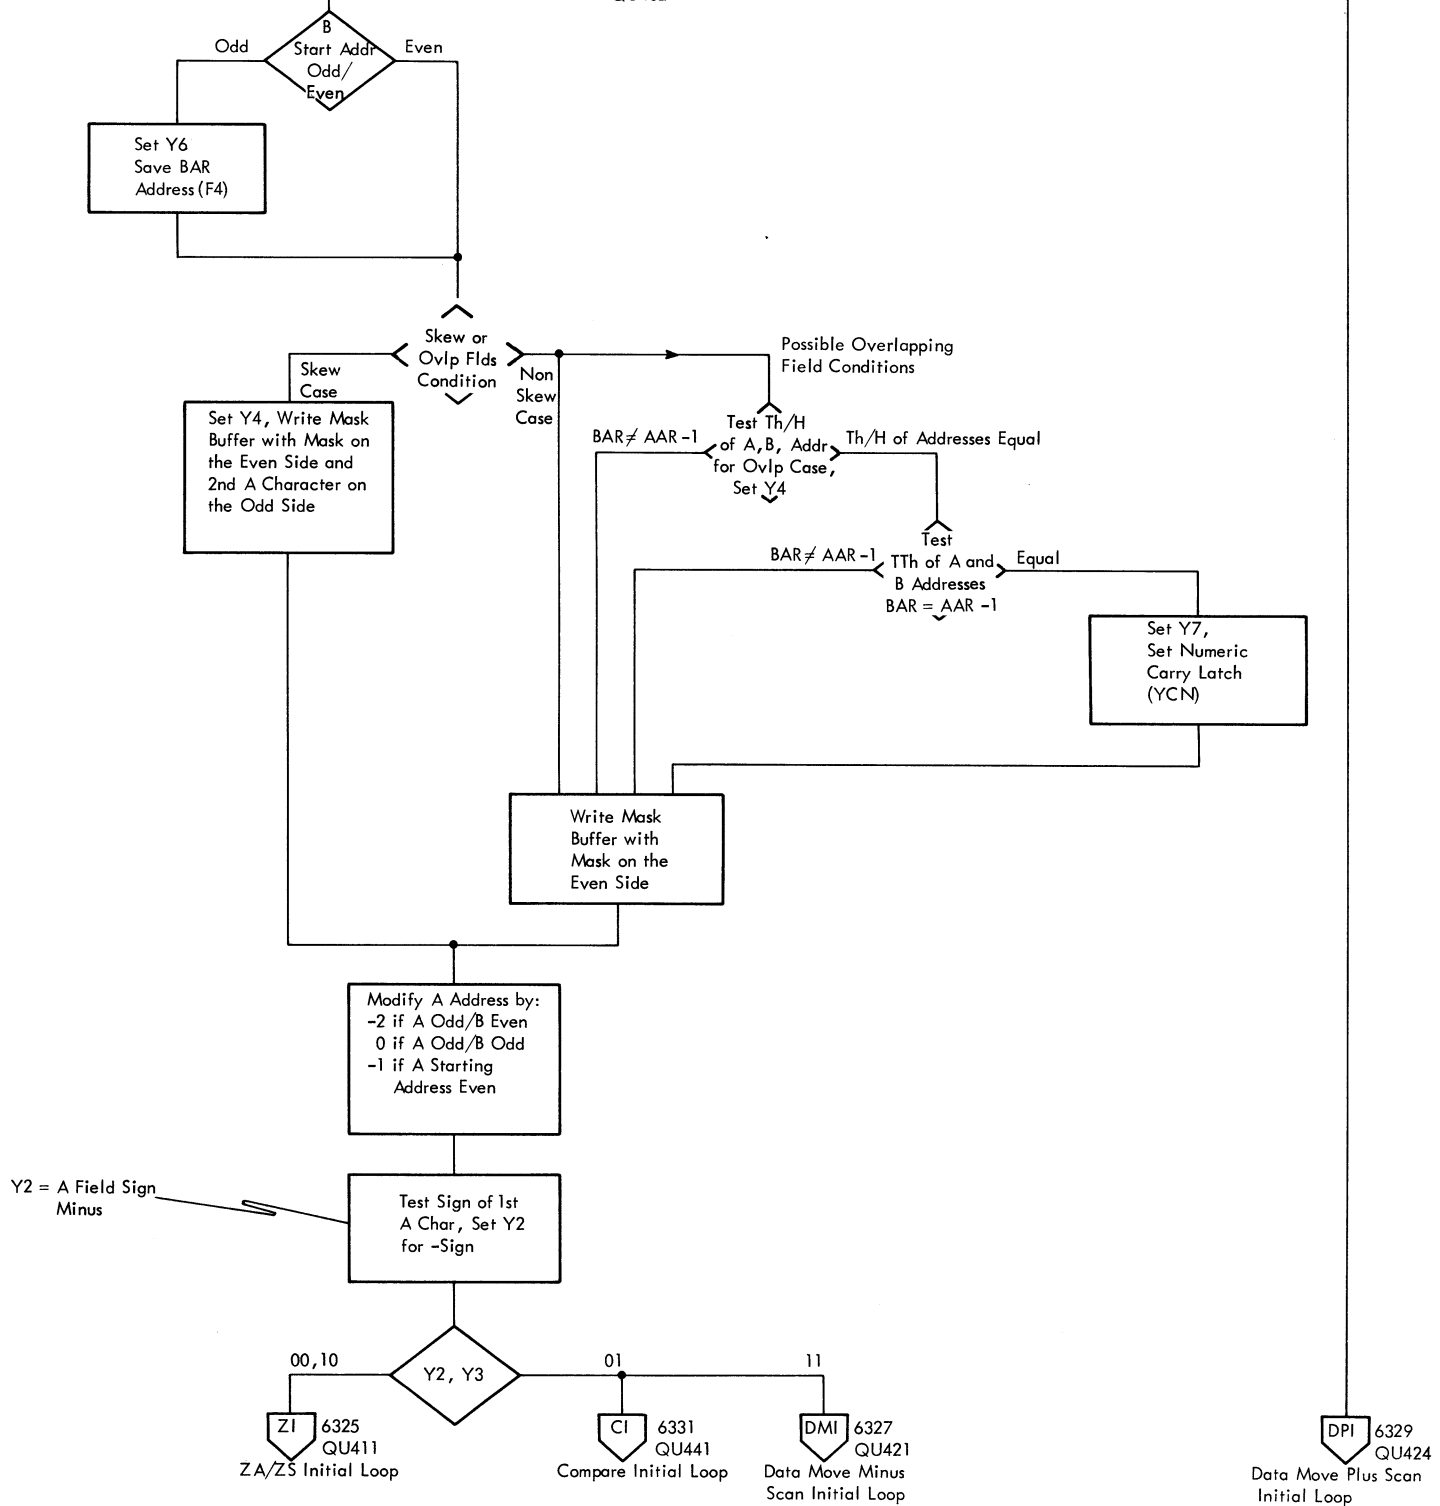 B
Start Addr
Odd/
Even
Odd
Even
Set Y6
Save BAR
Address (F4)
Skew or
Ovlp Flds
Condition
Skew
Case
Non
Skew
Case
Possible Overlapping
Field Conditions
Set Y4, Write Mask
Buffer with Mask on
the Even Side and
2nd A Character on
the Odd Side
Test Th/H
of A,B, Addr
for Ovlp Case,
Set Y4
BAR ≠ AAR -1
Th/H of Addresses Equal
Test
TTh of A and
B Addresses
BAR = AAR -1
BAR ≠ AAR -1
Equal
Set Y7,
Set Numeric
Carry Latch
(YCN)
Write Mask
Buffer with
Mask on the
Even Side
Modify A Address by:
-2 if A Odd/B Even
0 if A Odd/B Odd
-1 if A Starting
Address Even
Y2 = A Field Sign
Minus
Test Sign of 1st
A Char, Set Y2
for -Sign
Y2, Y3
00,10
01
11
ZI
6325
QU411
ZA/ZS Initial Loop
CI
6331
QU441
Compare Initial Loop
DMI
6327
QU421
Data Move Minus
Scan Initial Loop
DPI
6329
QU424
Data Move Plus Scan
Initial Loop